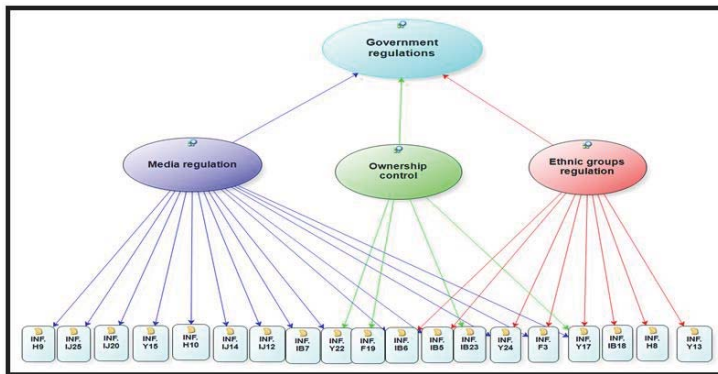 Government
regulations
Media regulation
Ownership
control
Ethnic groups
regulation
INF.
H9
INF.
IJ25
INF.
IJ20
INF.
Y15
INF.
H10
INF.
IJ14
INF.
IJ12
INF.
IB7
INF.
Y22
INF.
F19
INF.
IB6
INF.
IB5
INF.
IB23
INF.
Y24
INF.
F3
INF.
Y17
INF.
IB18
INF.
H8
INF.
Y13